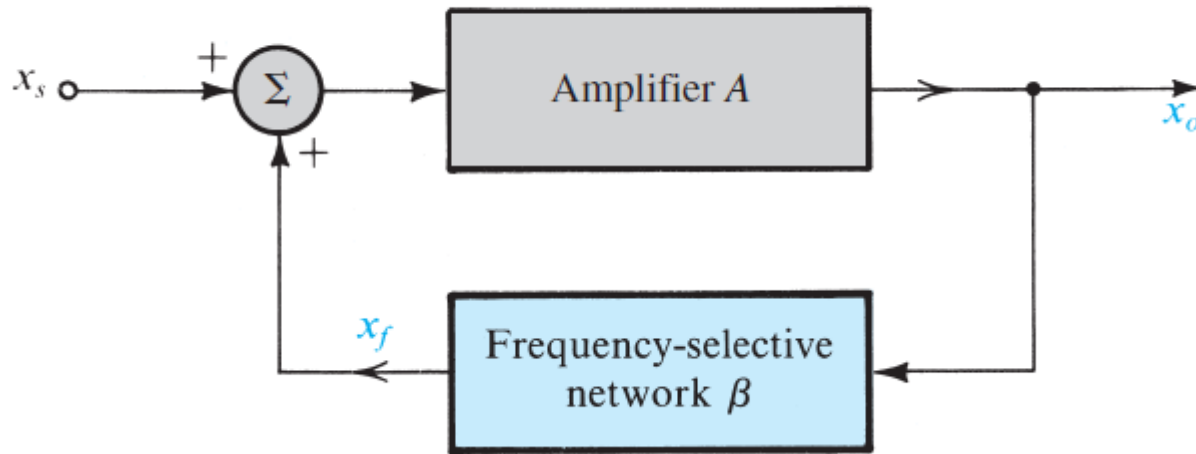 x_s
+
Σ
+
Amplifier A
x_o
x_f
Frequency-selective
network β